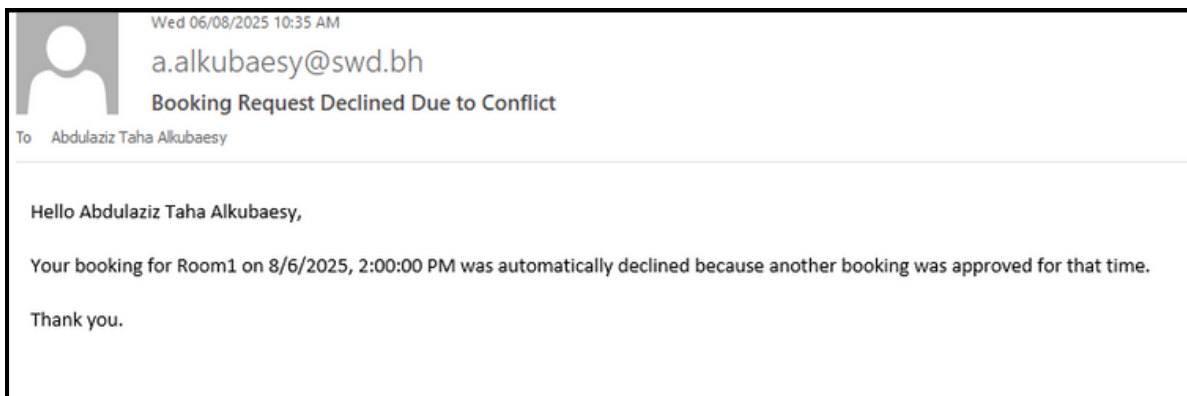 Wed 06/08/2025 10:35 AM
a.alkubaesy@swd.bh
Booking Request Declined Due to Conflict
To Abdulaziz Taha Alkubaesy
Hello Abdulaziz Taha Alkubaesy,
Your booking for Room1 on 8/6/2025, 2:00:00 PM was automatically declined because another booking was approved for that time.
Thank you.